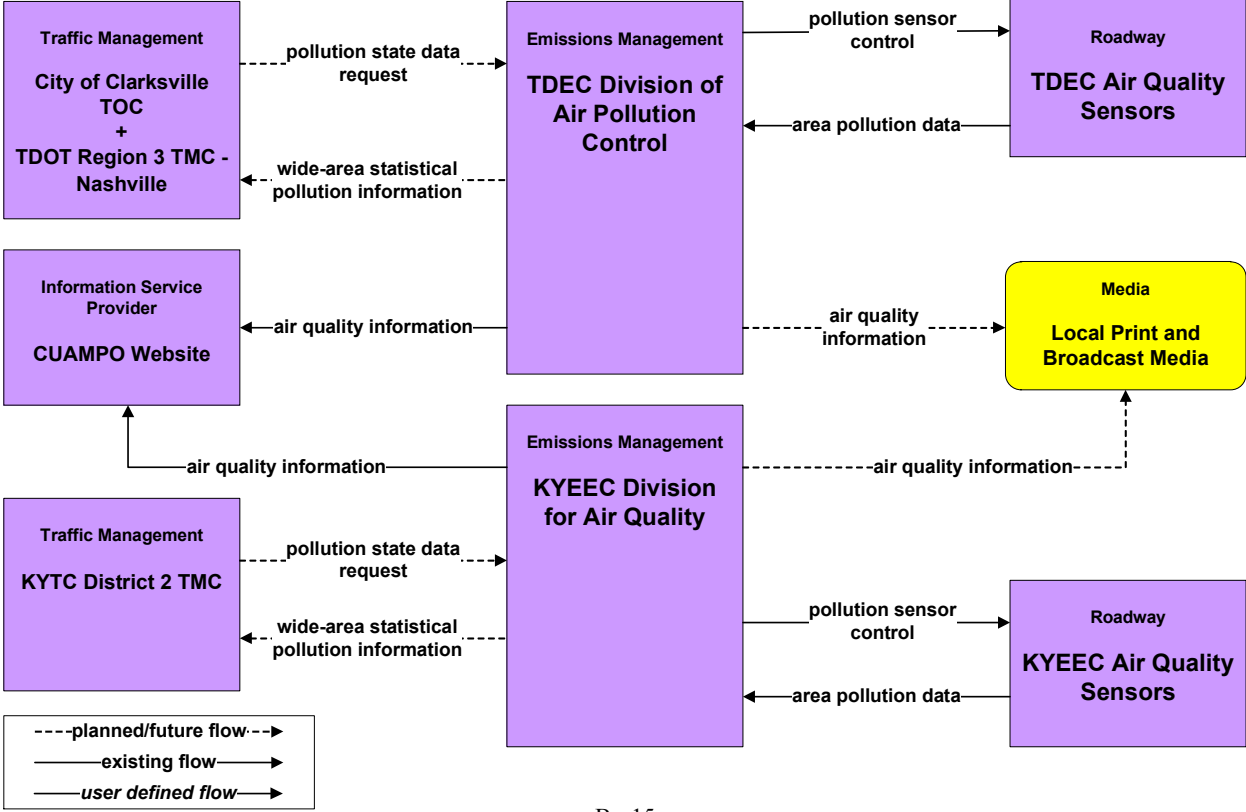 Traffic Management
City of Clarksville
TOC
+
TDOT Region 3 TMC -
Nashville
pollution state data
request
wide-area statistical
pollution information
Emissions Management
TDEC Division of
Air Pollution
Control
pollution sensor
control
area pollution data
Roadway
TDEC Air Quality
Sensors
Information Service
Provider
CUAMPO Website
air quality information
air quality
information
Media
Local Print and
Broadcast Media
air quality information
Emissions Management
KYEEC Division
for Air Quality
air quality information
Traffic Management
KYTC District 2 TMC
pollution state data
request
wide-area statistical
pollution information
pollution sensor
control
area pollution data
Roadway
KYEEC Air Quality
Sensors
planned/future flow
existing flow
user defined flow